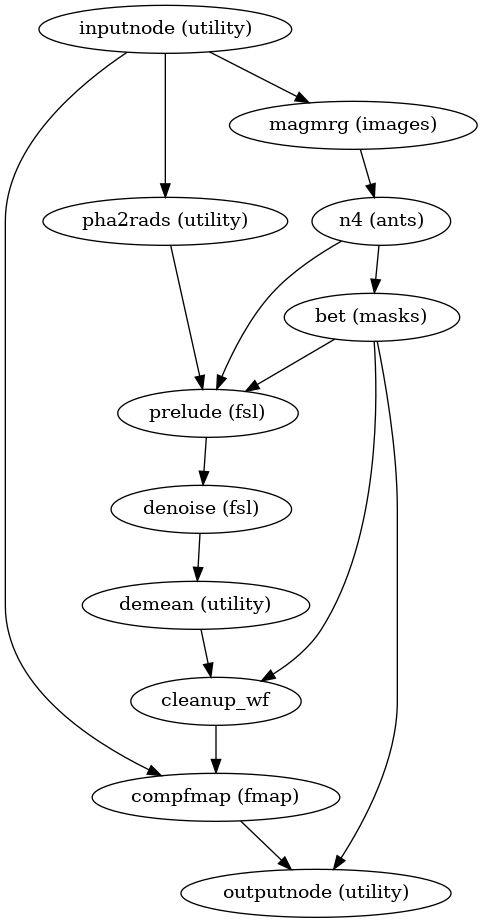 inputnode (utility)
magmrg (images)
pha2rads (utility)
n4 (ants)
bet (masks)
prelude (fsl)
denoise (fsl)
demean (utility)
cleanup_wf
compfmap (fmap)
outputnode (utility)